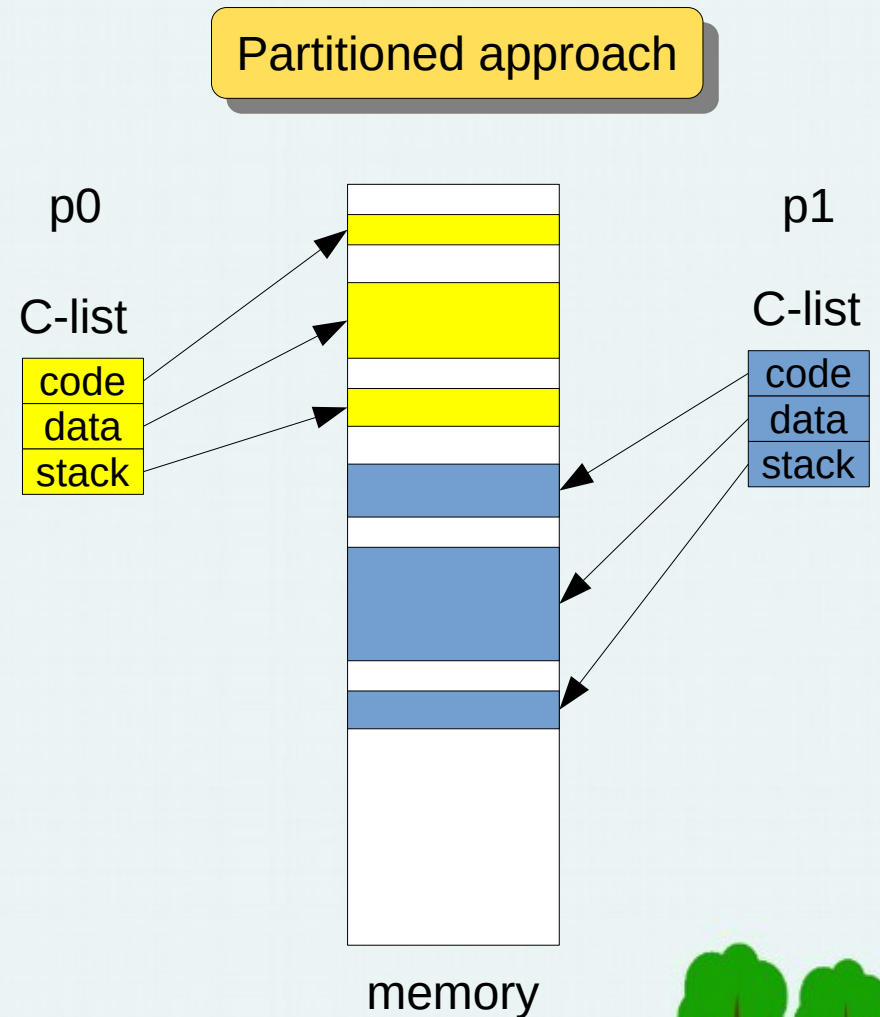 Partitioned approach
p0
C-list
code
data
stack
p1
C-list
code
data
stack
memory